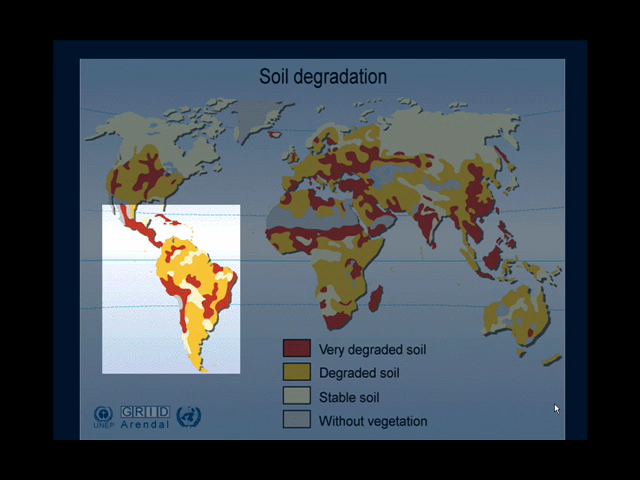 Soil degradation
Very degraded soil
Degraded soil
Stable soil
Without vegetation
UNEP
GRID
Arendal